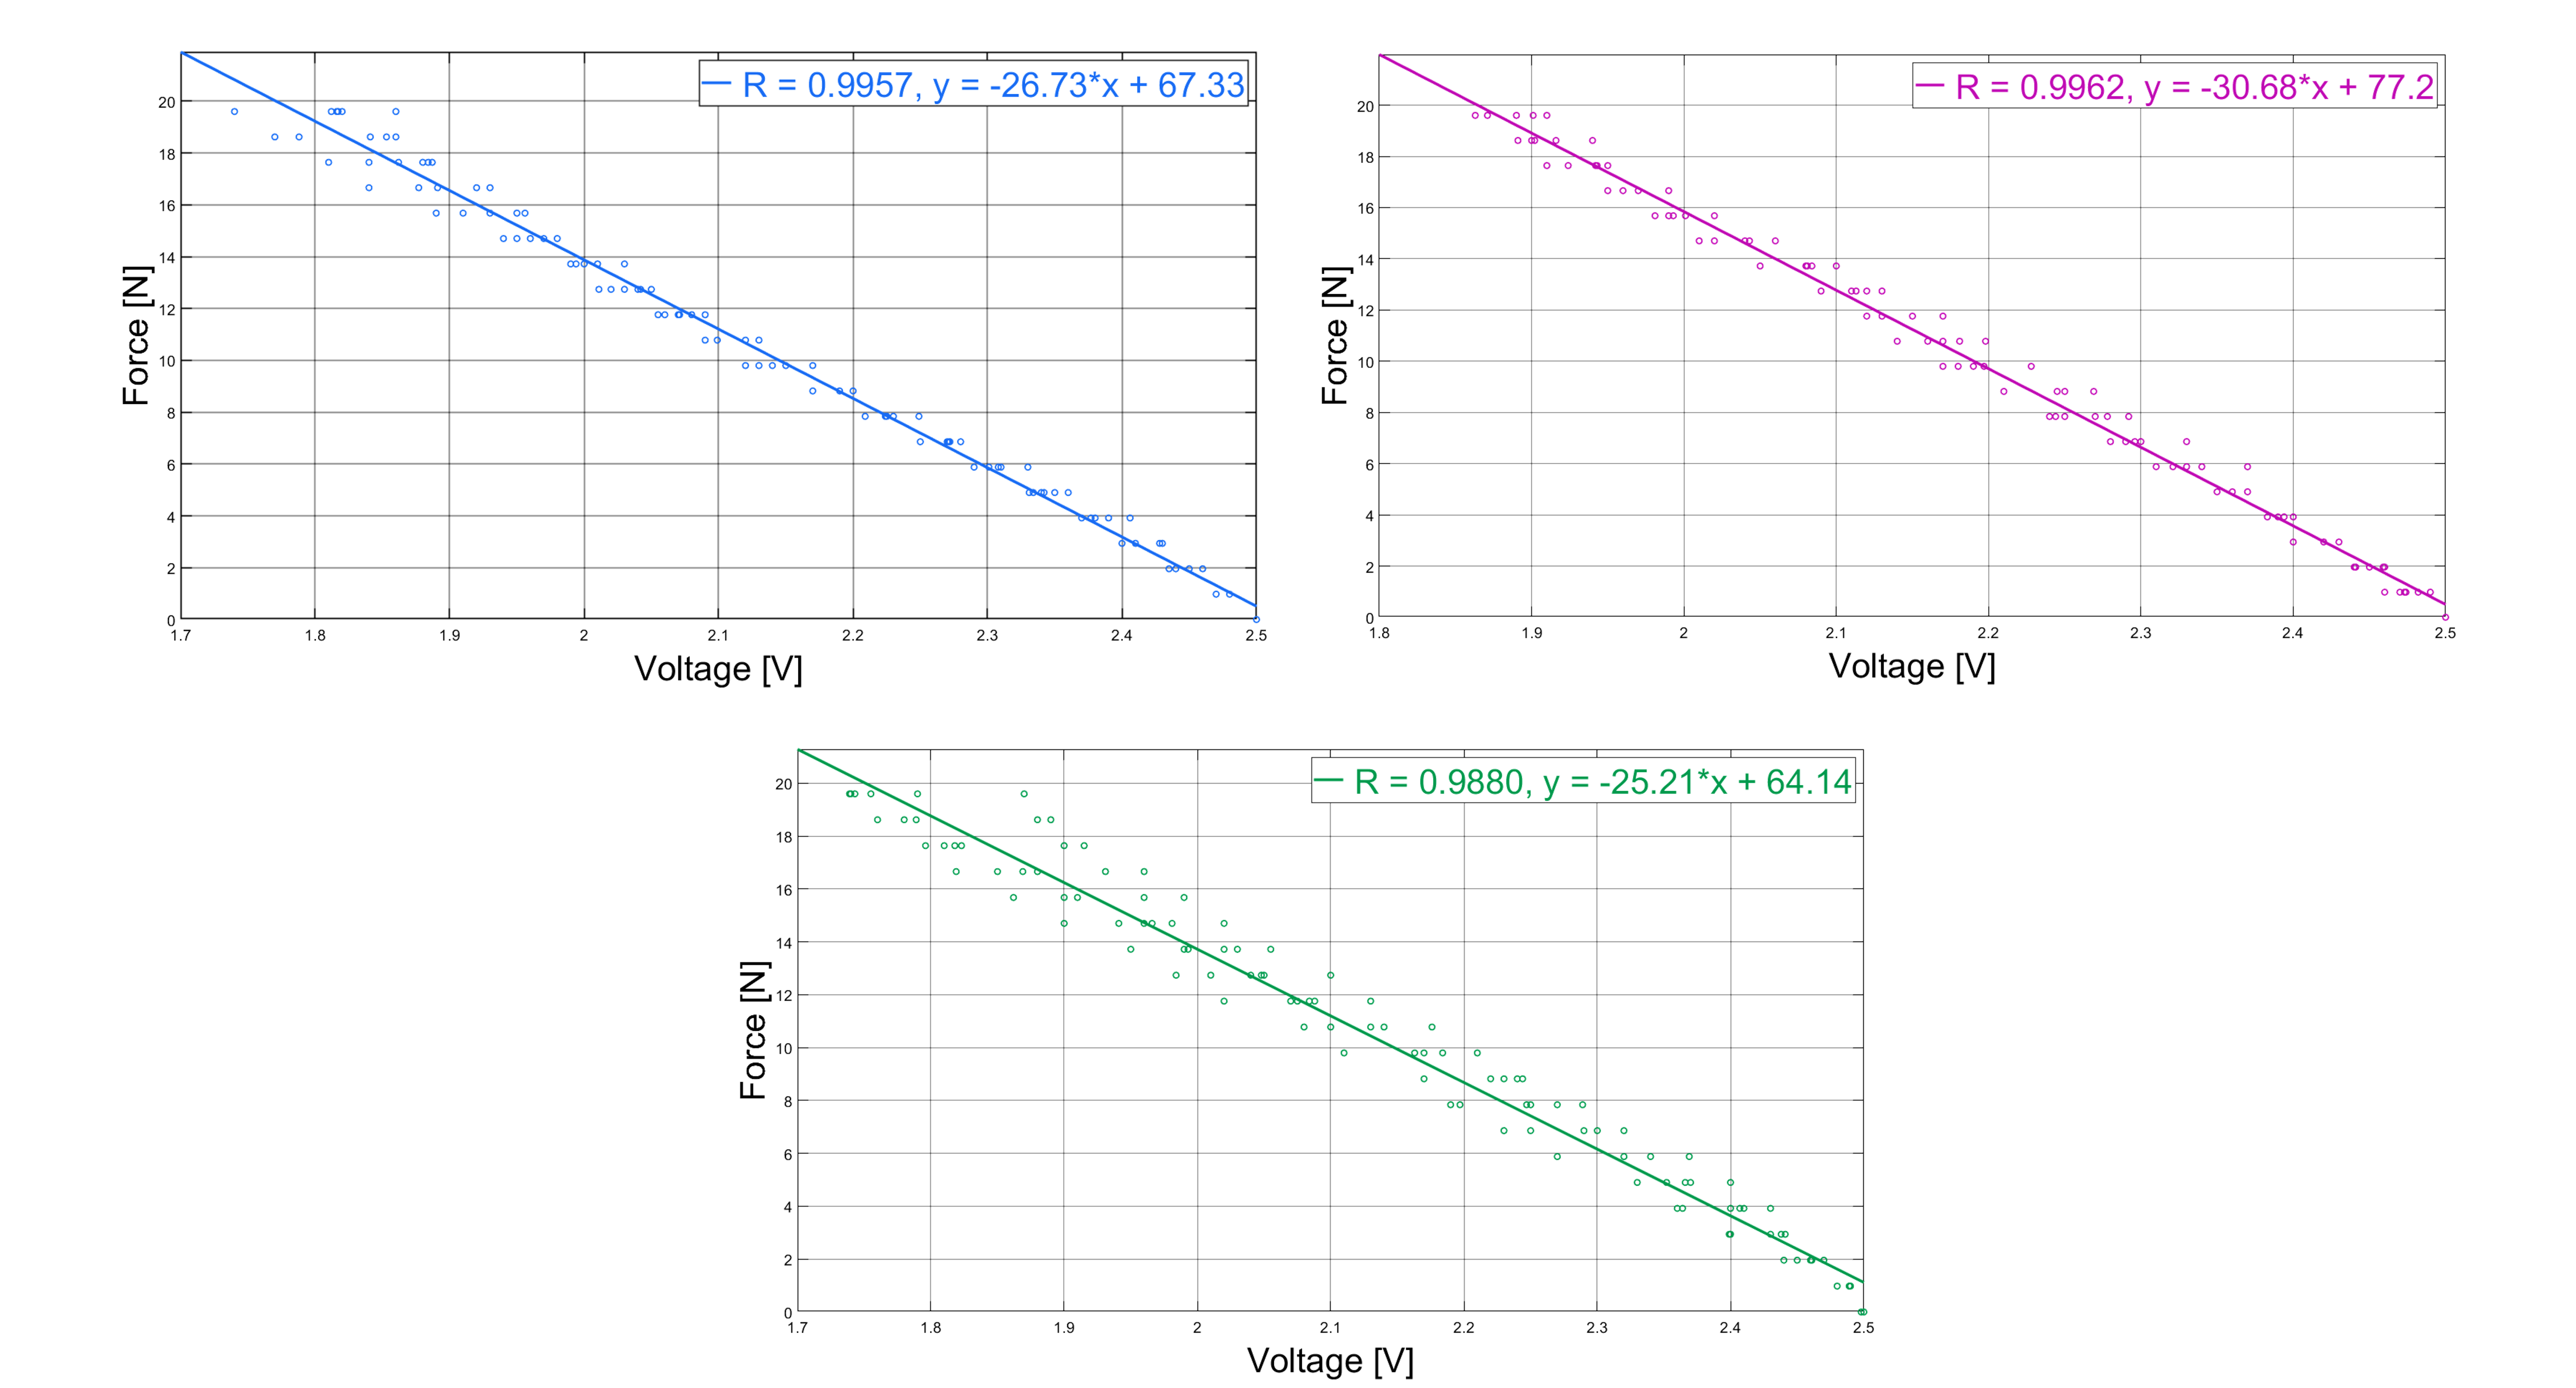 R = 0.9957, y = -26.73*x + 67.33
20
18
16
14
12
10
8
6
4
2
0
Force [N]
1.7 1.8 1.9 2 2.1 2.2 2.3 2.4 2.5
Voltage [V]
R = 0.9962, y = -30.68*x + 77.2
20
18
16
14
12
10
8
6
4
2
0
Force [N]
1.8 1.9 2 2.1 2.2 2.3 2.4 2.5
Voltage [V]
R = 0.9880, y = -25.21*x + 64.14
20
18
16
14
12
10
8
6
4
2
0
Force [N]
1.7 1.8 1.9 2 2.1 2.2 2.3 2.4 2.5
Voltage [V]